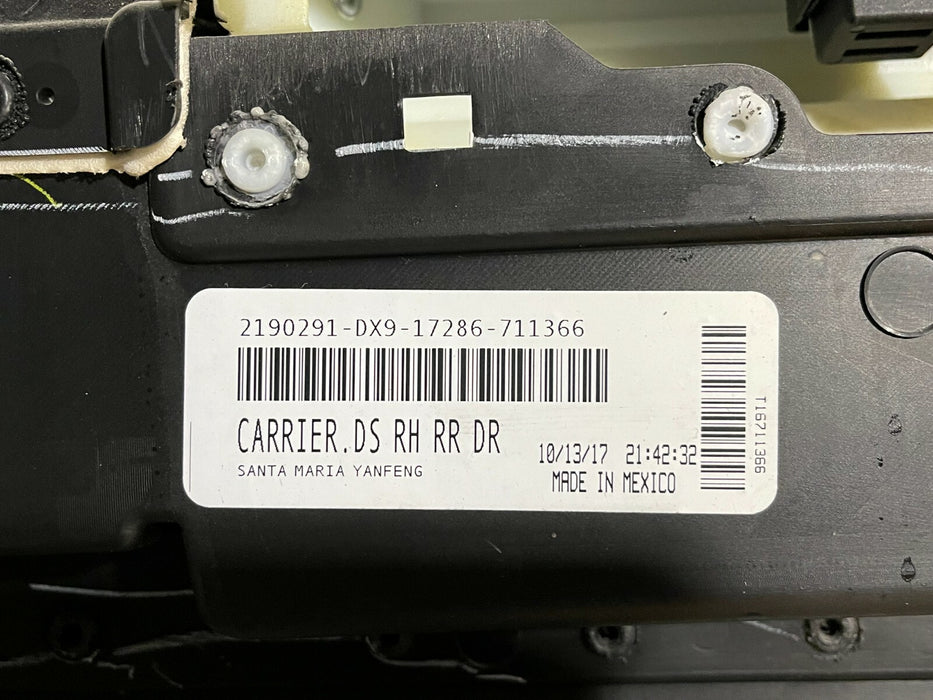 2190291-DX9-17286-711366
CARRIER.DS RH RR DR
SANTA MARIA YANFENG
10/13/17 21:42:32
MADE IN MEXICO
T16711366